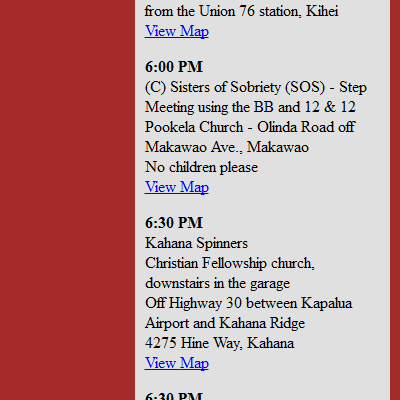 from the Union 76 station, Kihei
View Map
6:00 PM
(C) Sisters of Sobriety (SOS) - Step
Meeting using the BB and 12 & 12
Pookela Church - Olinda Road off
Makawao Ave., Makawao
No children please
View Map
6:30 PM
Kahana Spinners
Christian Fellowship church,
downstairs in the garage
Off Highway 30 between Kapalua
Airport and Kahana Ridge
4275 Hine Way, Kahana
View Map
6:30 PM